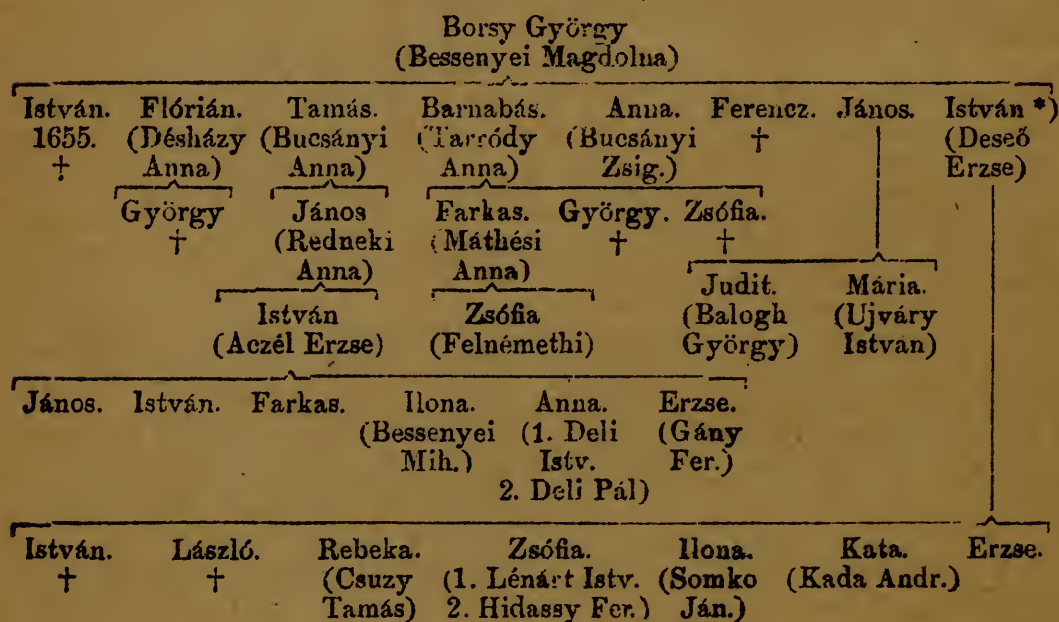 Borsy György
(Bessenyei Magdolna)
István. Flórián. Tamás. Barnabás. Anna. Ferencz. János. István *)
1655. (Désházy (Bucsányi (Tarródy (Bucsányi † (Deseő
† Anna) Anna) Anna) Zsig.) Erzse)
György János Farkas. György. Zsófia.
† (Redneki (Máthési † †
Anna) Anna)
Judit. Mária.
(Balogh (Ujváry
György) István)
István Zsófia
(Aczél Erzse) (Felnémethi)
János. István. Farkas. Ilona. Anna. Erzse.
(Bessenyei (1. Deli (Gány
Mih.) Istv. Fer.)
2. Deli Pál)
István. László. Rebeka. Zsófia. Ilona. Kata. Erzse.
† † (Csuzy (1. Lénárt Istv. (Somko (Kada Andr.)
Tamás) 2. Hidassy Fer.) Ján.)